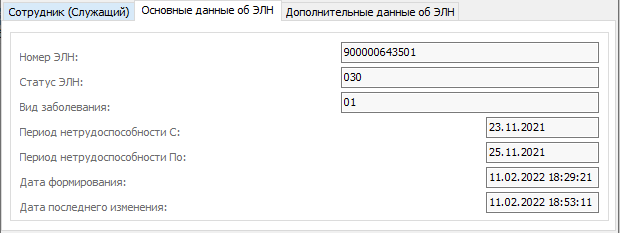 Сотрудник (Служащий) Основные данные об ЭЛН Дополнительные данные об ЭЛН
Номер ЭЛН: 900000643501
Статус ЭЛН: 030
Вид заболевания: 01
Период нетрудоспособности С: 23.11.2021
Период нетрудоспособности По: 25.11.2021
Дата формирования: 11.02.2022 18:29:21
Дата последнего изменения: 11.02.2022 18:53:11